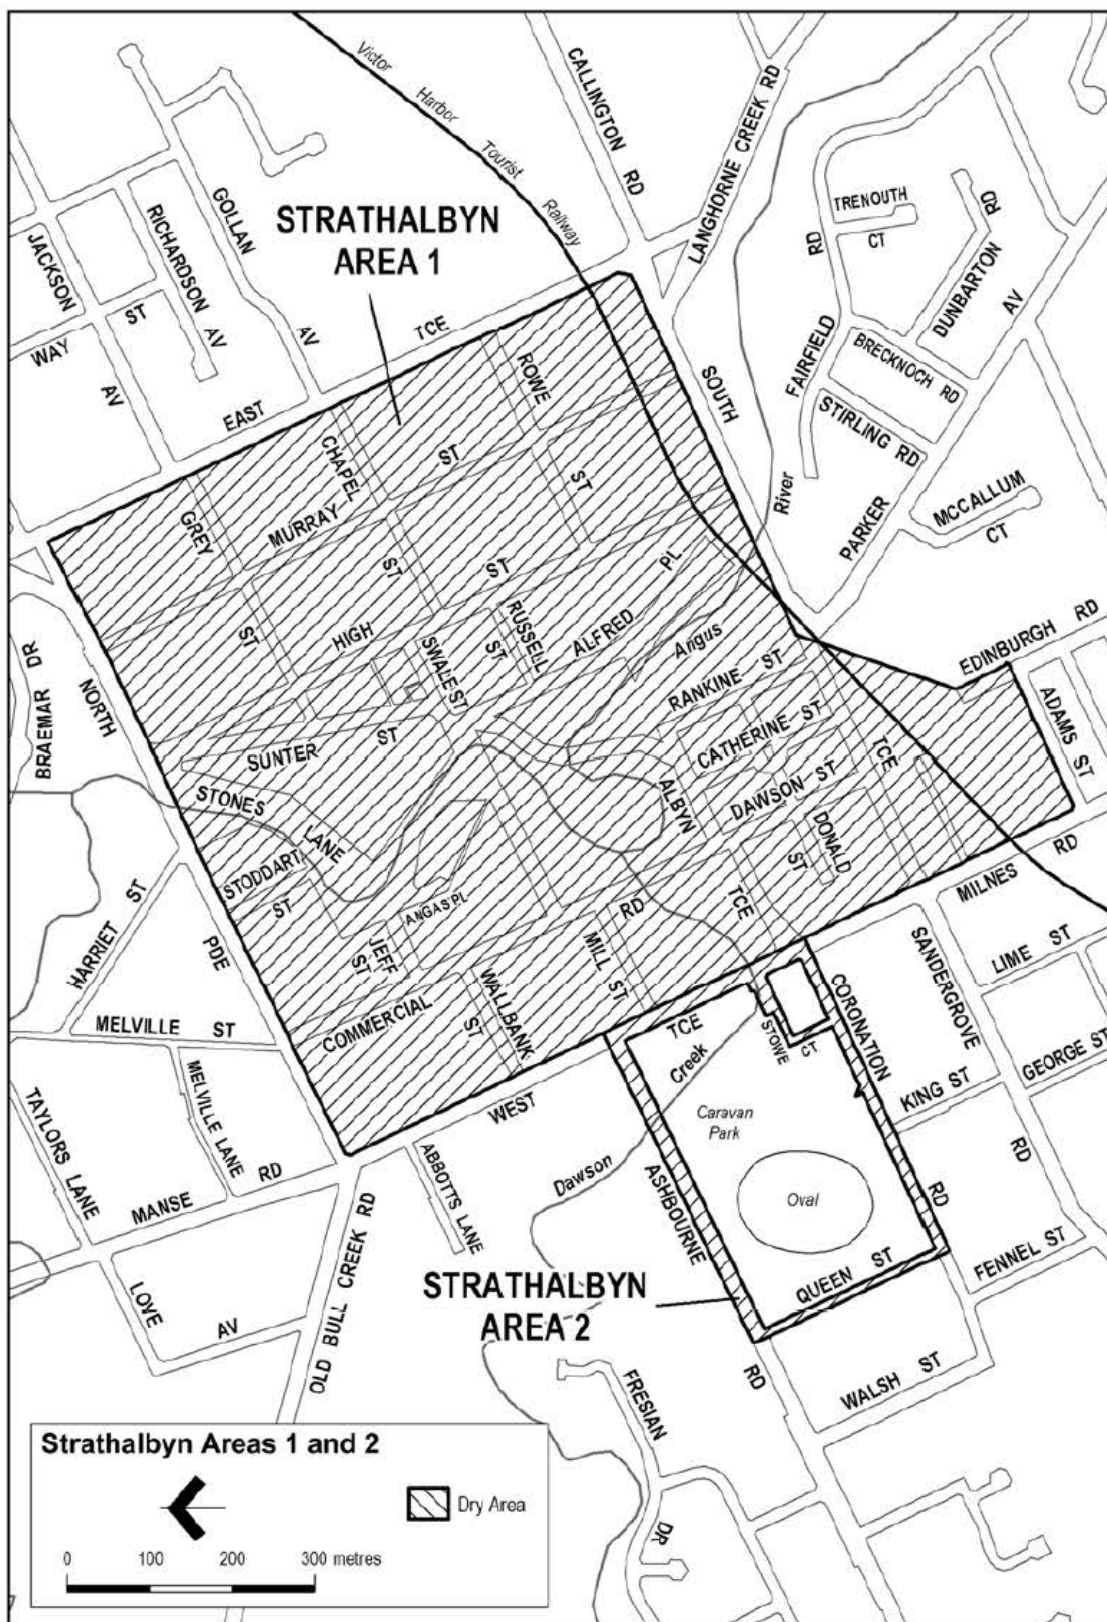 Victor
Harbor
Tourist
Railway
CALLINGTON
RD
LANGHORNE CREEK RD
STRATHALBYN
AREA 1
JACKSON
AV
RICHARDSON
AV
GOLLAN
AV
WAY
ST
EAST
TCE
TRENOUTH
CT
DUNBARTON
RD
FAIRFIELD
RD
BRECKNOCH RD
STIRLING RD
PARKER
AV
MCCALLUM
CT
SOUTH
River
ROWE
ST
CHAPEL
ST
GREY
ST
MURRAY
ST
HIGH
ST
RUSSELL
ST
SWALE ST
ALFRED
PL
Angus
EDINBURGH RD
ADAMS ST
BRAEMAR DR
NORTH
PDE
SUNTER
ST
STONES
LANE
STODDART
ST
RANKINE ST
CATHERINE ST
DAWSON ST
ALBYN
TCE
TCE
DONALD
ST
ANGAS PL
JEFF
ST
COMMERCIAL
RD
WALLBANK
ST
MILL ST
HARRIET ST
MELVILLE ST
MELVILLE LANE
TAYLORS LANE
MANSE
RD
LOVE
AV
OLD BULL CREEK RD
ABBOTTS LANE
WEST
TCE
MILNES
RD
LIME ST
GEORGE ST
SANDERGROVE
RD
KING ST
CORONATION
RD
STOWE
CT
Creek
Dawson
Caravan
Park
Oval
ASHBOURNE
RD
QUEEN ST
FENNEL ST
WALSH ST
STRATHALBYN
AREA 2
FRESIAN
DR
Strathalbyn Areas 1 and 2
Dry Area
0 100 200 300 metres